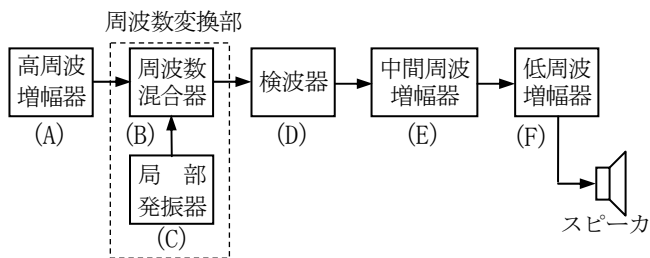 周波数変換部
高周波
増幅器
(A)
周波数
混合器
(B)
検波器
(D)
中間周波
増幅器
(E)
低周波
増幅器
(F)
局　部
発振器
(C)
スピーカ